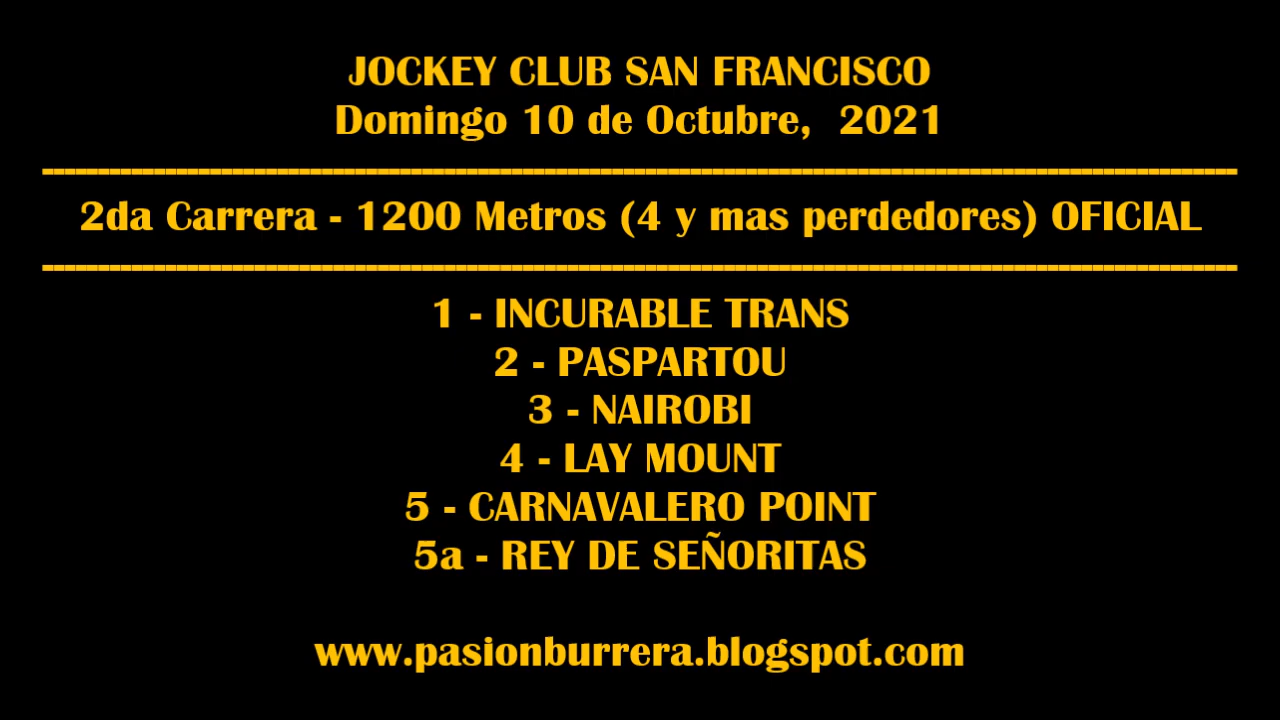 JOCKEY CLUB SAN FRANCISCO
Domingo 10 de Octubre,  2021
2da Carrera - 1200 Metros (4 y mas perdedores) OFICIAL
1 - INCURABLE TRANS
2 - PASPARTOU
3 - NAIROBI
4 - LAY MOUNT
5 - CARNAVALERO POINT
5a - REY DE SEÑORITAS
www.pasionburrera.blogspot.com